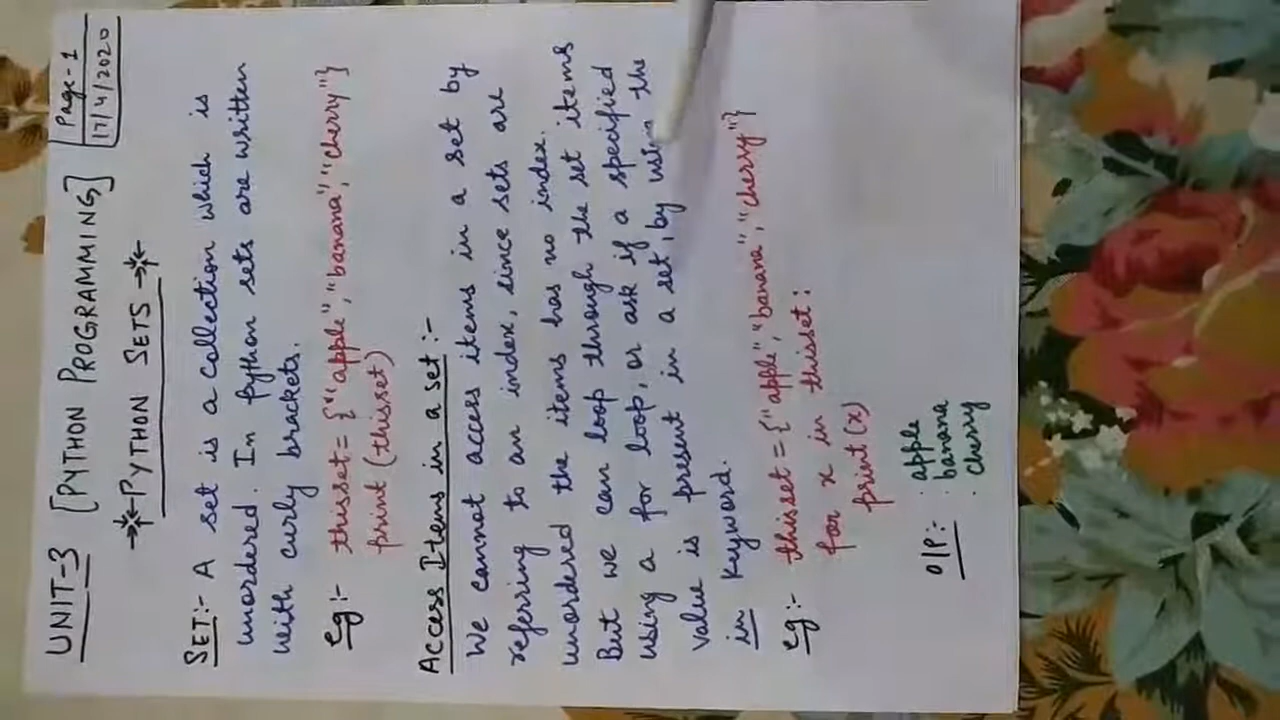 UNIT-3 [PYTHON PROGRAMMING]
Page-1
17/4/2020
PYTHON SETS
SET:- A set is a collection which is
unordered. In Python sets are written
with curly brackets.
eg:- thisset = {"apple", "banana", "cherry"}
print (thisset)
Access Items in a set:-
We cannot access items in a set by
referring to an index, since sets are
unordered the items has no index.
But we can loop through the set items
using a for loop, or ask if a specified
value is present in a set, by using the
in keyword.
eg:- thisset = {"apple", "banana", "cherry"}
for x in thisset:
print (x)
O/P:- apple
banana
cherry